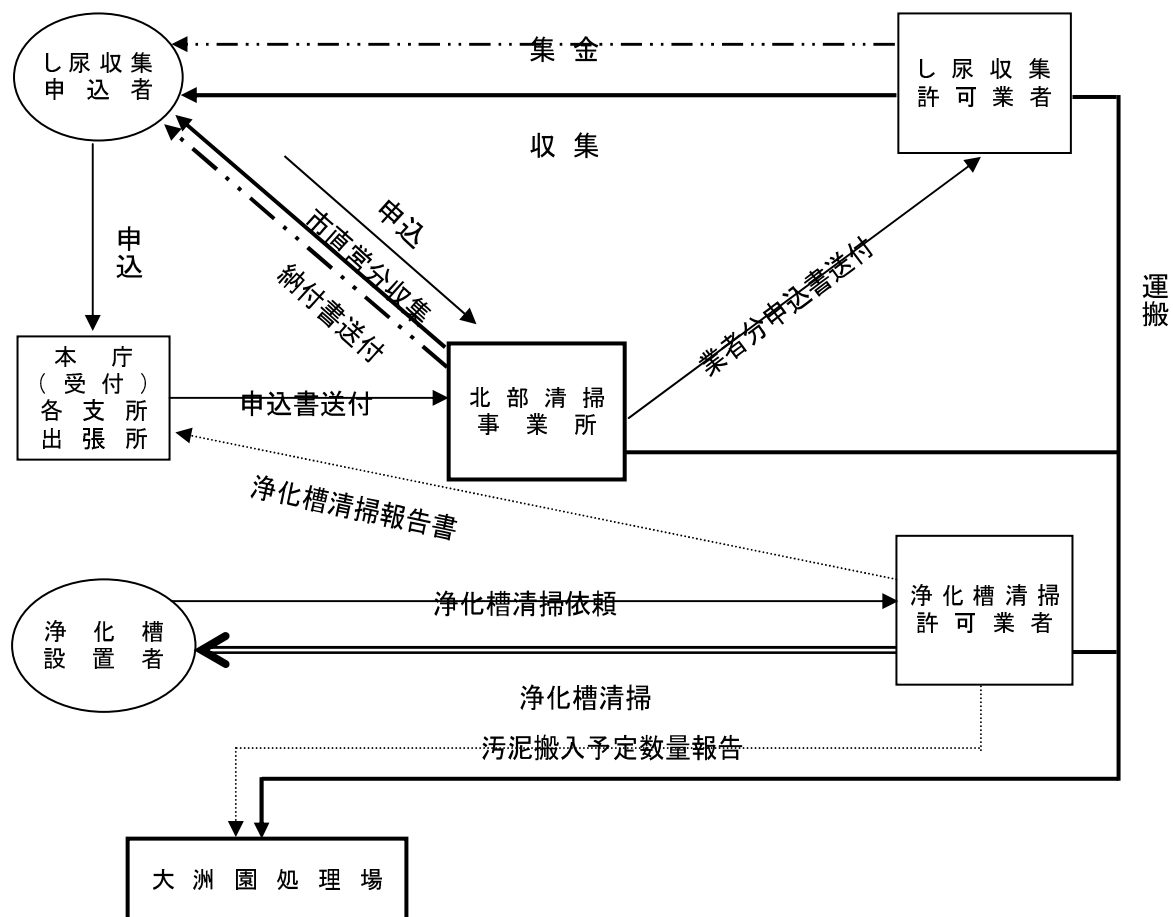 し尿収集
申込者
集金
し尿収集
許可業者
収集
申込
申込
市直営分収集
納付書送付
業者分申込書送付
運搬
本庁
（受付）
各支所
出張所
申込書送付
北部清掃
事業所
浄化槽清掃報告書
浄化槽
設置者
浄化槽清掃依頼
浄化槽清掃
許可業者
浄化槽清掃
汚泥搬入予定数量報告
大洲園処理場